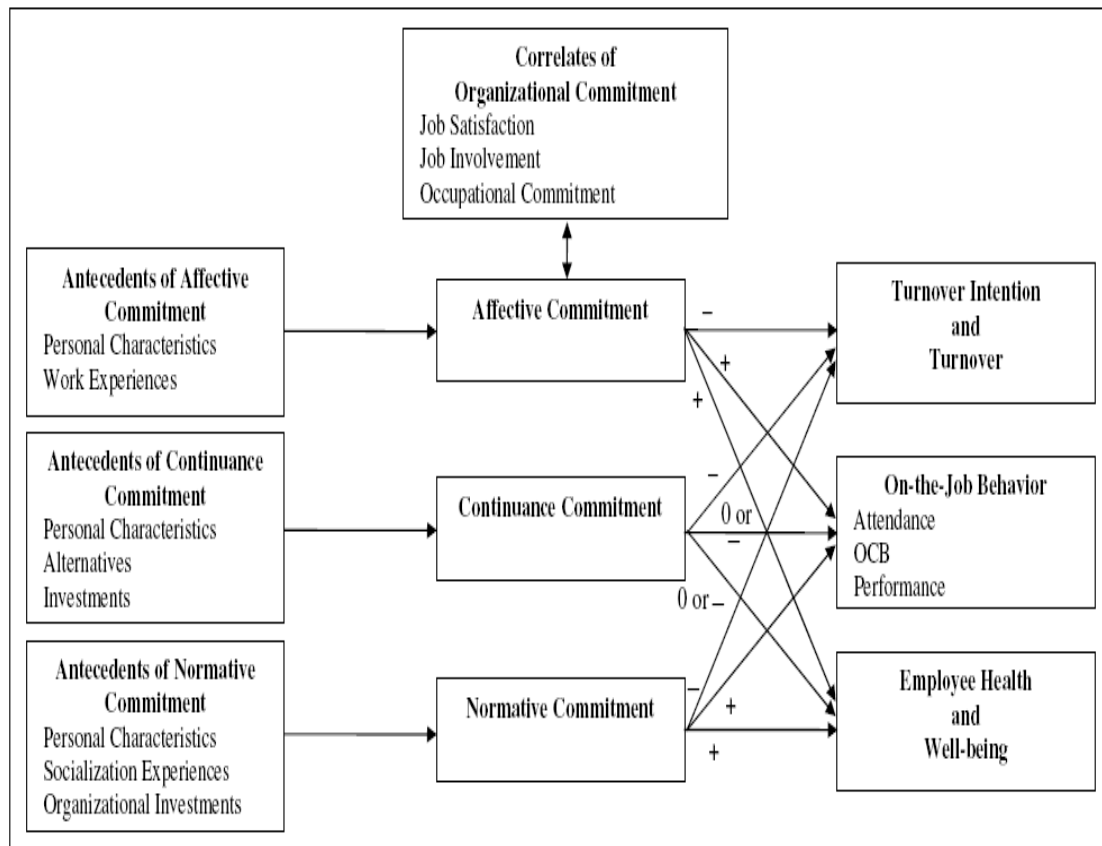 Correlates of
Organizational Commitment
Job Satisfaction
Job Involvement
Occupational Commitment
Antecedents of Affective
Commitment
Personal Characteristics
Work Experiences
Affective Commitment
Turnover Intention
and
Turnover
–
+
+
Antecedents of Continuance
Commitment
Personal Characteristics
Alternatives
Investments
Continuance Commitment
–
0 or
–
0 or –
On-the-Job Behavior
Attendance
OCB
Performance
Antecedents of Normative
Commitment
Personal Characteristics
Socialization Experiences
Organizational Investments
Normative Commitment
–
+
+
Employee Health
and
Well-being